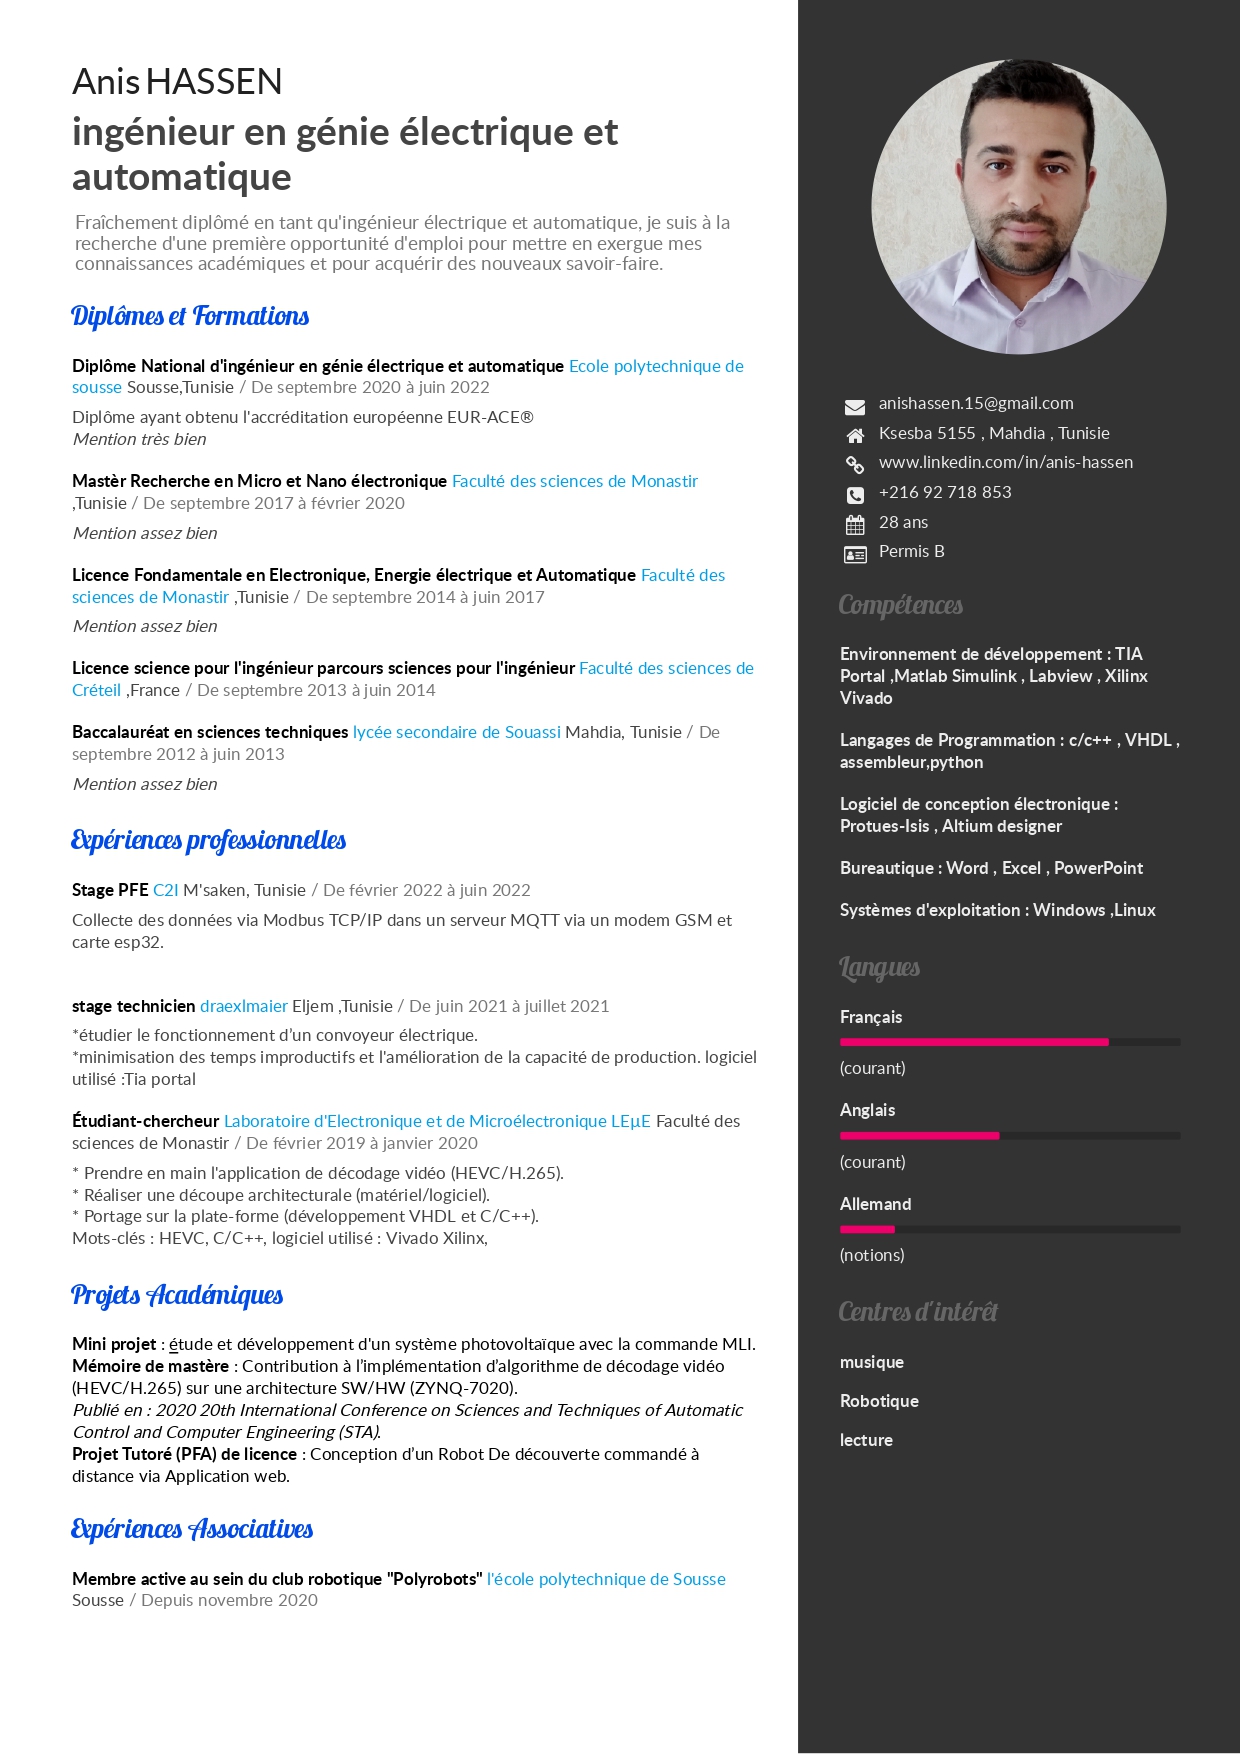 Anis HASSEN
ingénieur en génie électrique et
automatique
Fraîchement diplômé en tant qu'ingénieur électrique et automatique, je suis à la
recherche d'une première opportunité d'emploi pour mettre en exergue mes
connaissances académiques et pour acquérir des nouveaux savoir-faire.
Diplômes et Formations
Diplôme National d'ingénieur en génie électrique et automatique Ecole polytechnique de
sousse Sousse,Tunisie / De septembre 2020 à juin 2022
Diplôme ayant obtenu l'accréditation européenne EUR-ACE®
Mention très bien
Mastèr Recherche en Micro et Nano électronique Faculté des sciences de Monastir
,Tunisie / De septembre 2017 à février 2020
Mention assez bien
Licence Fondamentale en Electronique, Energie électrique et Automatique Faculté des
sciences de Monastir ,Tunisie / De septembre 2014 à juin 2017
Mention assez bien
Licence science pour l'ingénieur parcours sciences pour l'ingénieur Faculté des sciences de
Créteil ,France / De septembre 2013 à juin 2014
Baccalauréat en sciences techniques lycée secondaire de Souassi Mahdia, Tunisie / De
septembre 2012 à juin 2013
Mention assez bien
Expériences professionnelles
Stage PFE C2I M'saken, Tunisie / De février 2022 à juin 2022
Collecte des données via Modbus TCP/IP dans un serveur MQTT via un modem GSM et
carte esp32.
stage technicien draexlmaier Eljem ,Tunisie / De juin 2021 à juillet 2021
*étudier le fonctionnement d’un convoyeur électrique.
*minimisation des temps improductifs et l'amélioration de la capacité de production. logiciel
utilisé :Tia portal
Étudiant-chercheur Laboratoire d'Electronique et de Microélectronique LEµE Faculté des
sciences de Monastir / De février 2019 à janvier 2020
* Prendre en main l'application de décodage vidéo (HEVC/H.265).
* Réaliser une découpe architecturale (matériel/logiciel).
* Portage sur la plate-forme (développement VHDL et C/C++).
Mots-clés : HEVC, C/C++, logiciel utilisé : Vivado Xilinx,
Projets Académiques
Mini projet : étude et développement d'un système photovoltaïque avec la commande MLI.
Mémoire de mastère : Contribution à l’implémentation d’algorithme de décodage vidéo
(HEVC/H.265) sur une architecture SW/HW (ZYNQ-7020).
Publié en : 2020 20th International Conference on Sciences and Techniques of Automatic
Control and Computer Engineering (STA).
Projet Tutoré (PFA) de licence : Conception d’un Robot De découverte commandé à
distance via Application web.
Expériences Associatives
Membre active au sein du club robotique "Polyrobots" l'école polytechnique de Sousse
Sousse / Depuis novembre 2020
anishassen.15@gmail.com
Ksesba 5155 , Mahdia , Tunisie
www.linkedin.com/in/anis-hassen
+216 92 718 853
28 ans
Permis B
Compétences
Environnement de développement : TIA
Portal ,Matlab Simulink , Labview , Xilinx
Vivado
Langages de Programmation : c/c++ , VHDL ,
assembleur,python
Logiciel de conception électronique :
Protues-Isis , Altium designer
Bureautique : Word , Excel , PowerPoint
Systèmes d'exploitation : Windows ,Linux
Langues
Français
(courant)
Anglais
(courant)
Allemand
(notions)
Centres d'intérêt
musique
Robotique
lecture